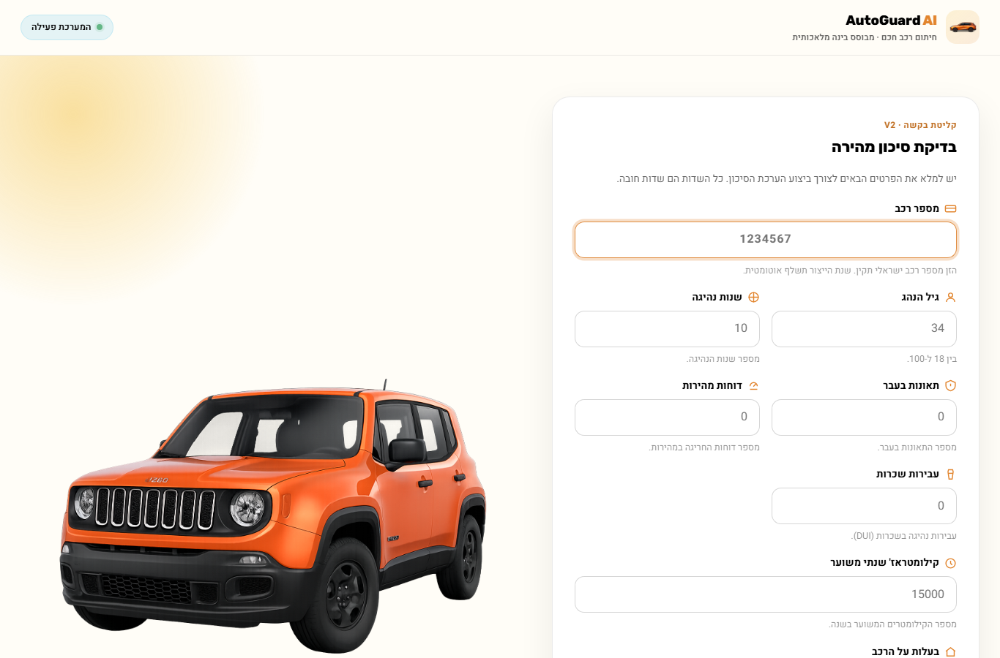 AutoGuard AI
חיתום רכב חכם · מבוסס בינה מלאכותית
המערכת פעילה
קליטת בקשה · V2
בדיקת סיכון מהירה
יש למלא את הפרטים הבאים לצורך ביצוע הערכת הסיכון. כל השדות הם שדות חובה.
מספר רכב
1234567
הזן מספר רכב ישראלי תקין. שנת הייצור תשלף אוטומטית.
גיל הנהג
34
בין 18 ל-100.
שנות נהיגה
10
מספר שנות הנהיגה.
תאונות בעבר
0
מספר התאונות בעבר.
דוחות מהירות
0
מספר דוחות החריגה במהירות.
עבירות שכרות
0
עבירות נהיגה בשכרות (DUI).
קילומטראז' שנתי משוער
15000
מספר הקילומטרים המשוער בשנה.
בעלות על הרכב